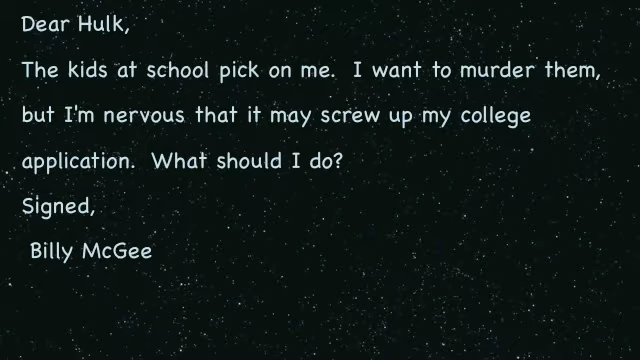 Dear Hulk,
The kids at school pick on me.  I want to murder them,
but I'm nervous that it may screw up my college
application.  What should I do?
Signed,
Billy McGee